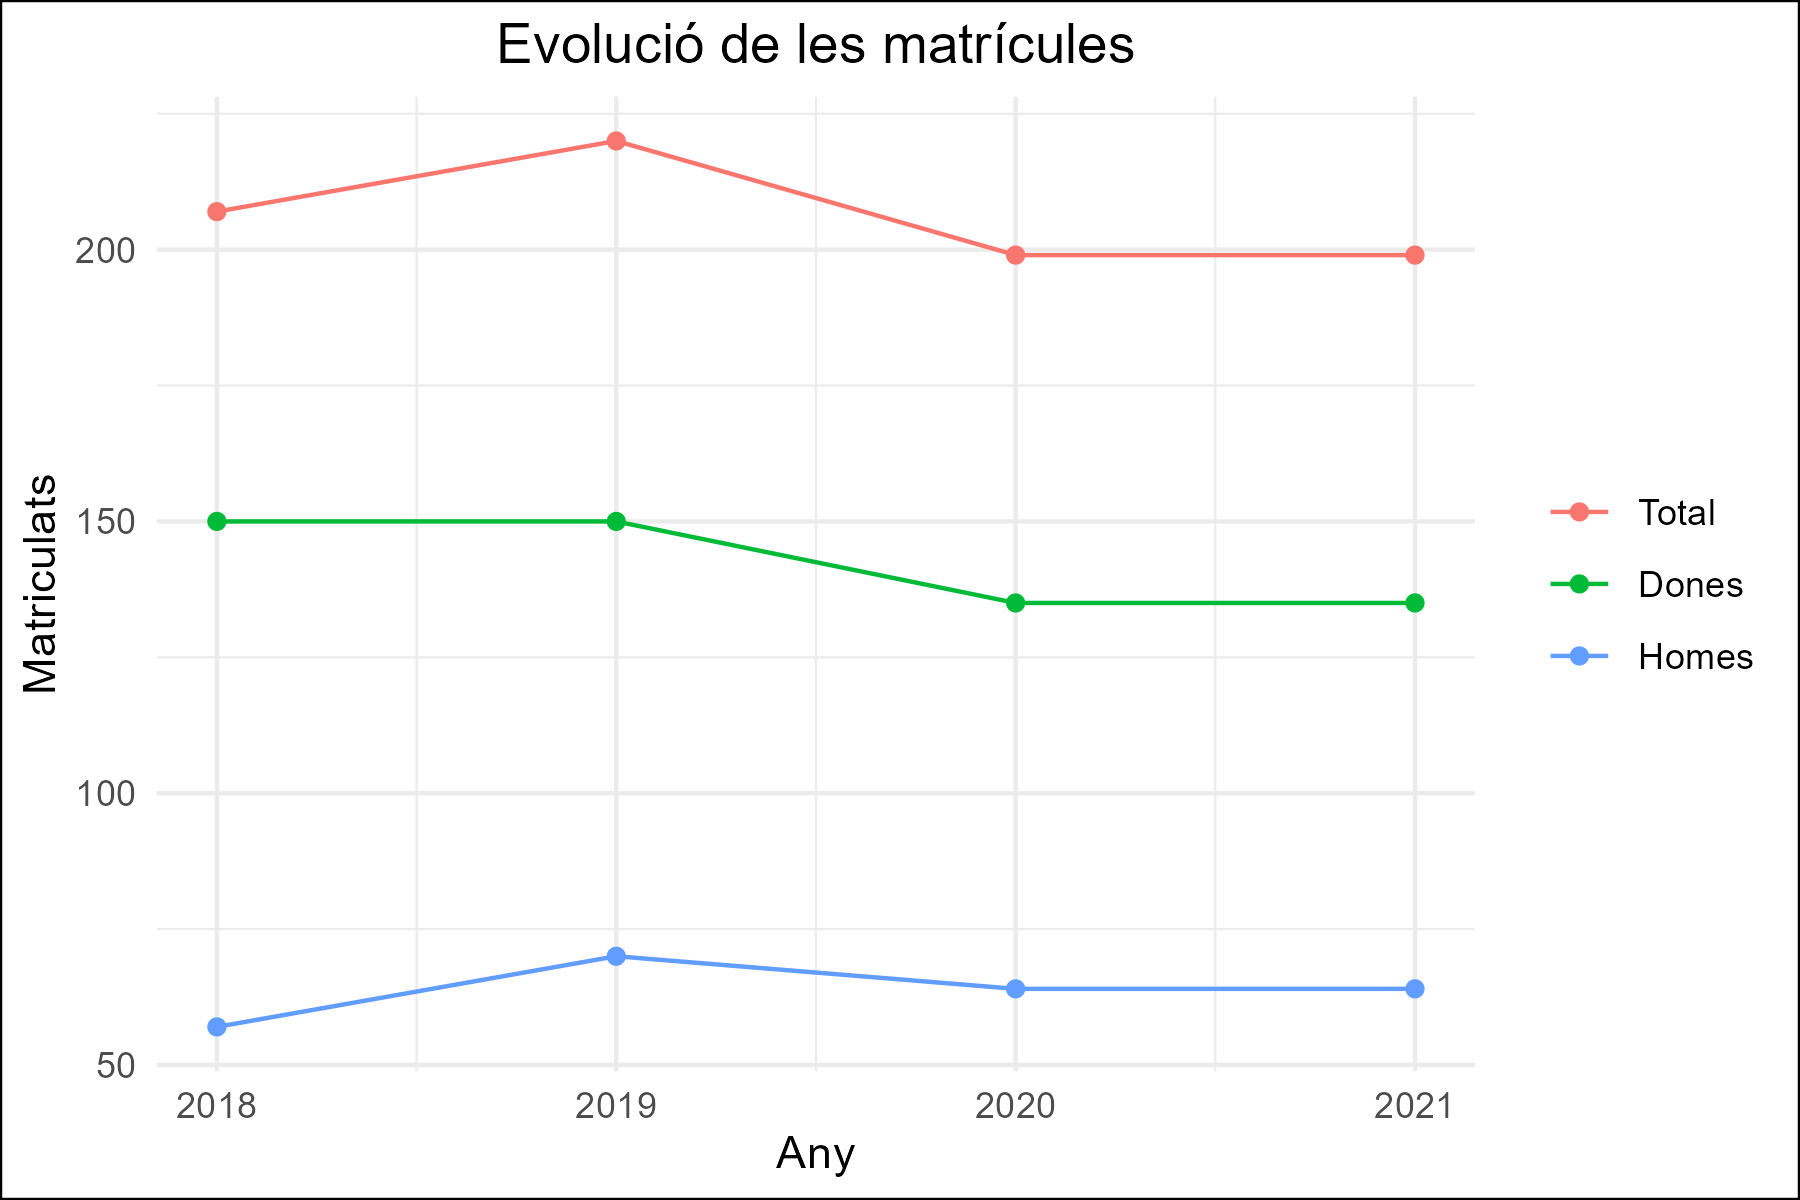 Evolució de les matrícules
Matriculats
200
150
100
50
2018
2019
2020
2021
Any
Total
Dones
Homes